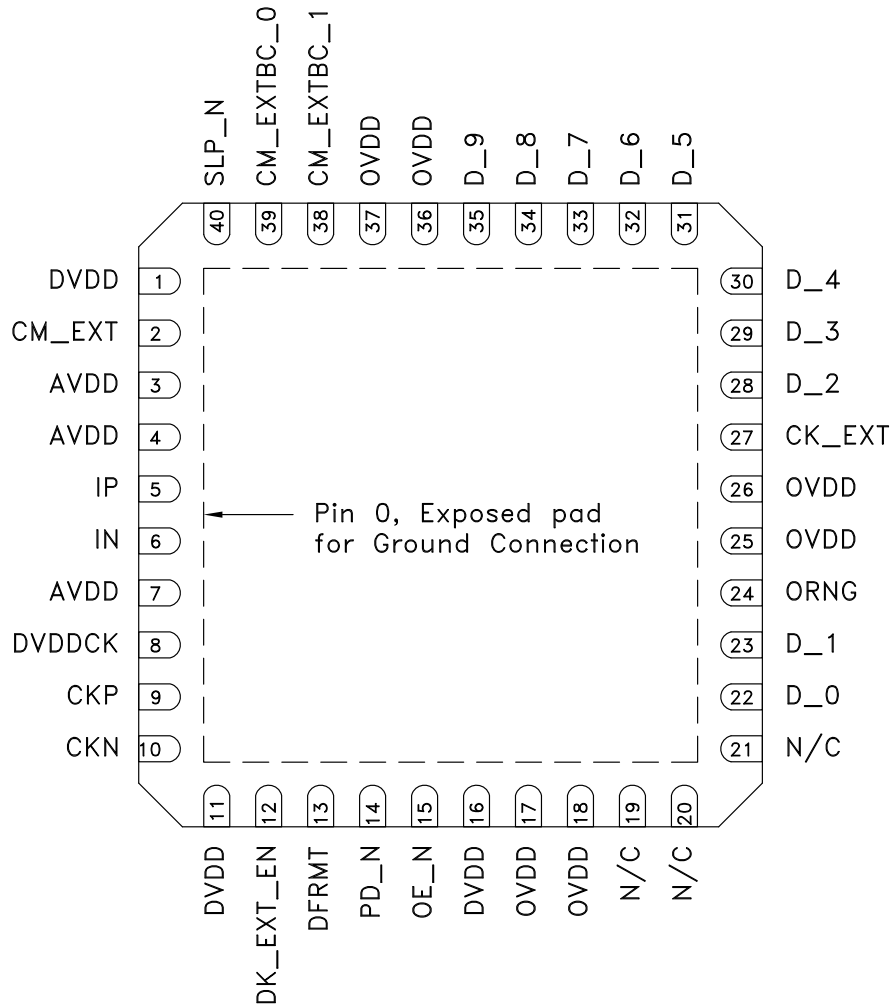 SLP_N
CM_EXTBC_0
CM_EXTBC_1
OVDD
OVDD
D_9
D_8
D_7
D_6
D_5
40
39
38
37
36
35
34
33
32
31
DVDD 1
CM_EXT 2
AVDD 3
AVDD 4
IP 5
IN 6
AVDD 7
DVDDCK 8
CKP 9
CKN 10
Pin 0, Exposed pad
for Ground Connection
30 D_4
29 D_3
28 D_2
27 CK_EXT
26 OVDD
25 OVDD
24 ORNG
23 D_1
22 D_0
21 N/C
11
12
13
14
15
16
17
18
19
20
DVDD
DK_EXT_EN
DFRMT
PD_N
OE_N
DVDD
OVDD
OVDD
N/C
N/C